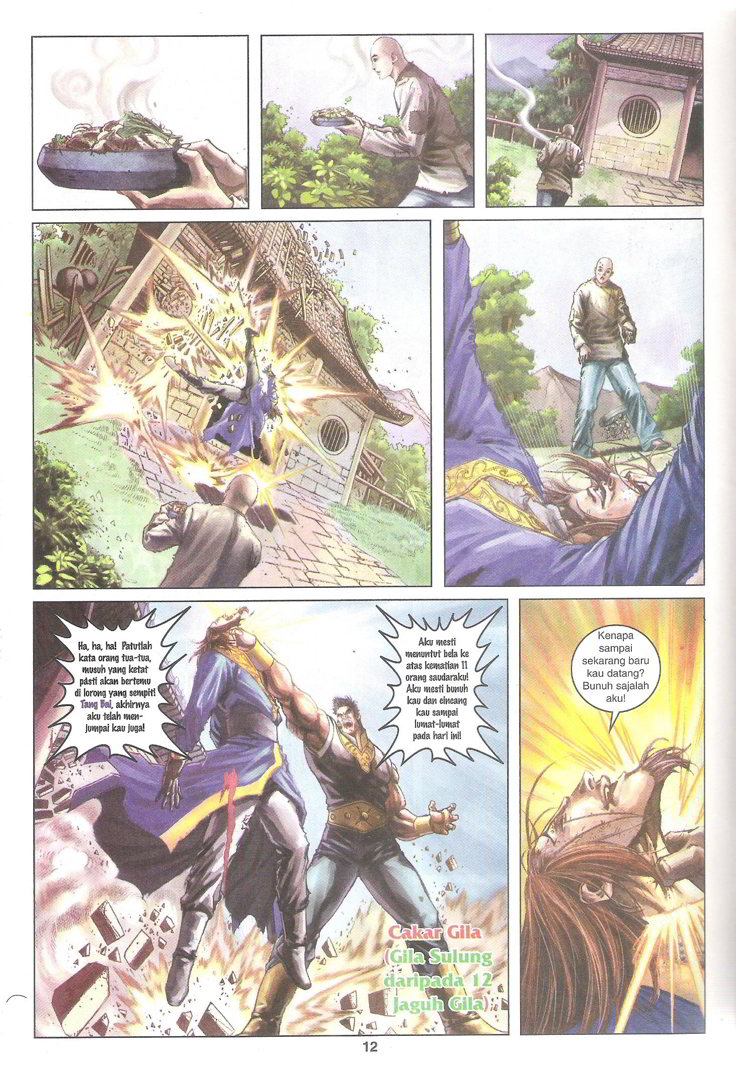 Ha, ha, ha! Patutlah
kata orang tua-tua,
musuh yang ketat
pasti akan bertemu
di lorong yang sempit!
Tang Bai, akhirnya
aku telah men-
jumpai kau juga!
Aku mesti
menuntut bela ke
atas kematian 11
orang saudaraku!
Aku mesti bunuh
kau dan elneang
kau sampai
lumat-lumat
pada hari ini!
Cakar Gila
(Gila Sulung
daripada 12
Jaguh Gila)
Kenapa
sampai
sekarang baru
kau datang?
Bunuh sajalah
aku!
12